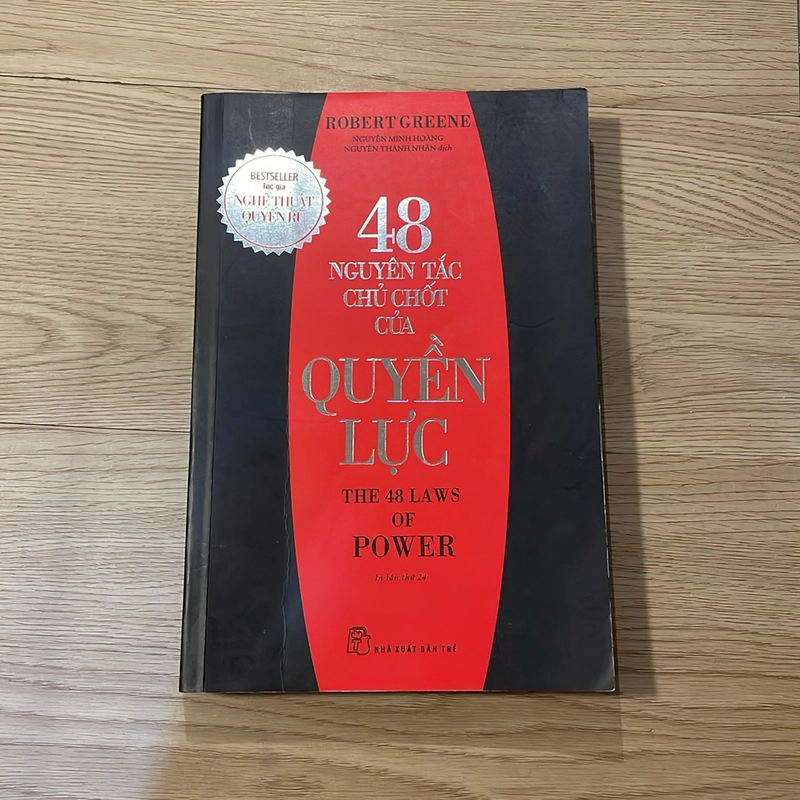 ROBERT GREENE
NGUYỄN MINH HOÀNG
NGUYỄN THÀNH NHÂN dịch
BESTSELLER
Tác giả
NGHỆ THUẬT
QUYẾN RŨ
48
NGUYÊN TẮC
CHỦ CHỐT
CỦA
QUYỀN
LỰC
THE 48 LAWS
OF
POWER
In lần thứ 24
NHÀ XUẤT BẢN TRẺ